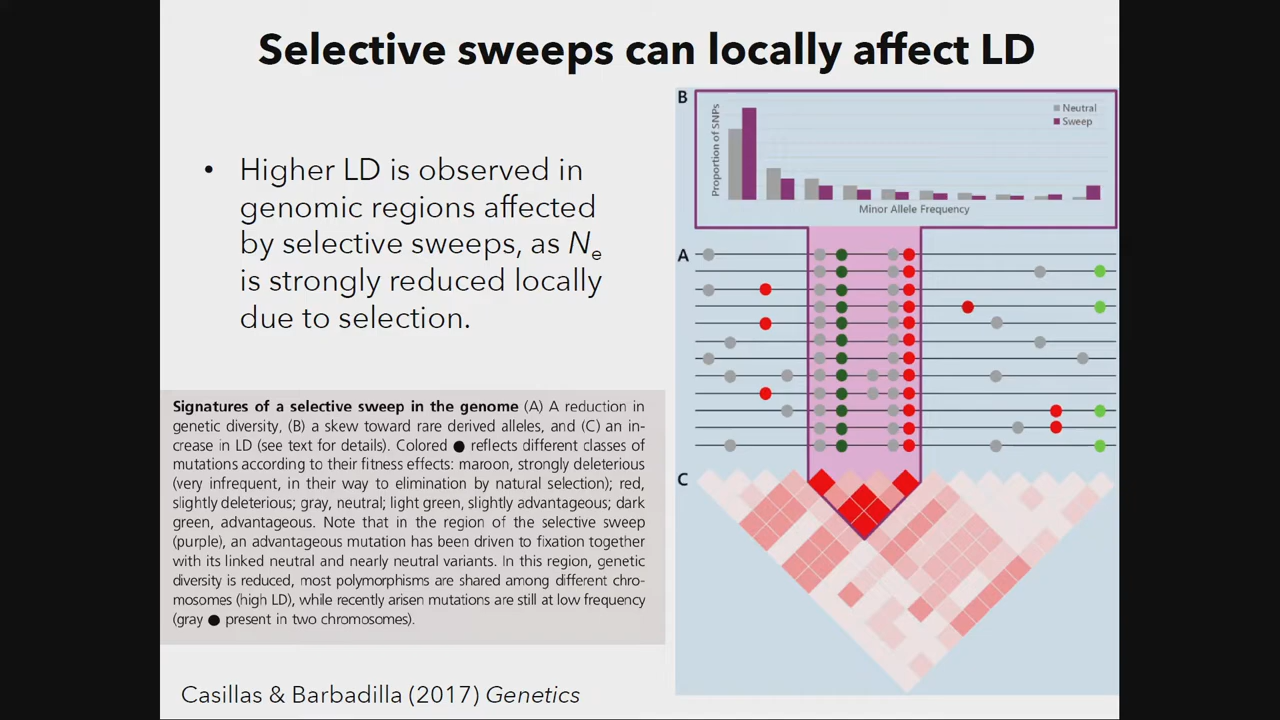 Selective sweeps can locally affect LD
• Higher LD is observed in
genomic regions affected
by selective sweeps, as Ne
is strongly reduced locally
due to selection.
Signatures of a selective sweep in the genome (A) A reduction in
genetic diversity, (B) a skew toward rare derived alleles, and (C) an in-
crease in LD (see text for details). Colored ● reflects different classes of
mutations according to their fitness effects: maroon, strongly deleterious
(very infrequent, in their way to elimination by natural selection); red,
slightly deleterious; gray, neutral; light green, slightly advantageous; dark
green, advantageous. Note that in the region of the selective sweep
(purple), an advantageous mutation has been driven to fixation together
with its linked neutral and nearly neutral variants. In this region, genetic
diversity is reduced, most polymorphisms are shared among different chro-
mosomes (high LD), while recently arisen mutations are still at low frequency
(gray ● present in two chromosomes).
Casillas & Barbadilla (2017) Genetics
B
Proportion of SNPs
Neutral
Sweep
Minor Allele Frequency
A
C